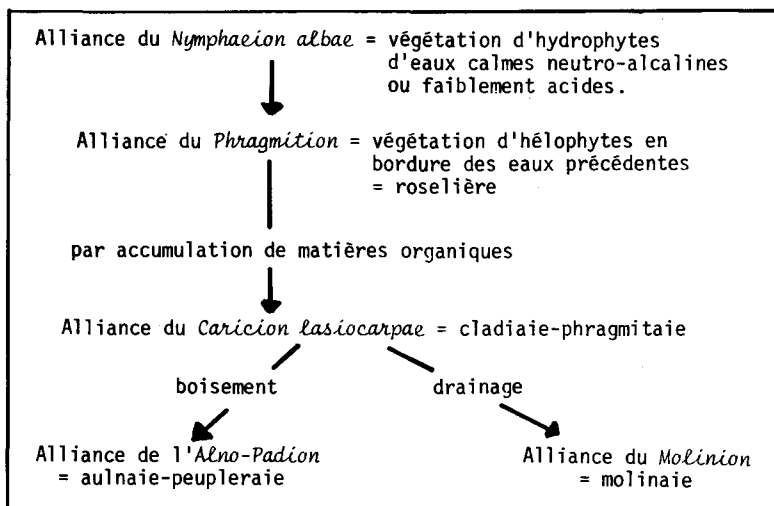 Alliance du Nymphaeion albae = végétation d'hydrophytes
d'eaux calmes neutro-alcalines
ou faiblement acides.
Alliance du Phragmition = végétation d'hélophytes en
bordure des eaux précédentes
= roselière
par accumulation de matières organiques
Alliance du Caricion lasiocarpae = cladiaie-phragmitaie
boisement
drainage
Alliance de l'Alno-Padion
= aulnaie-peupleraie
Alliance du Molinion
= molinaie